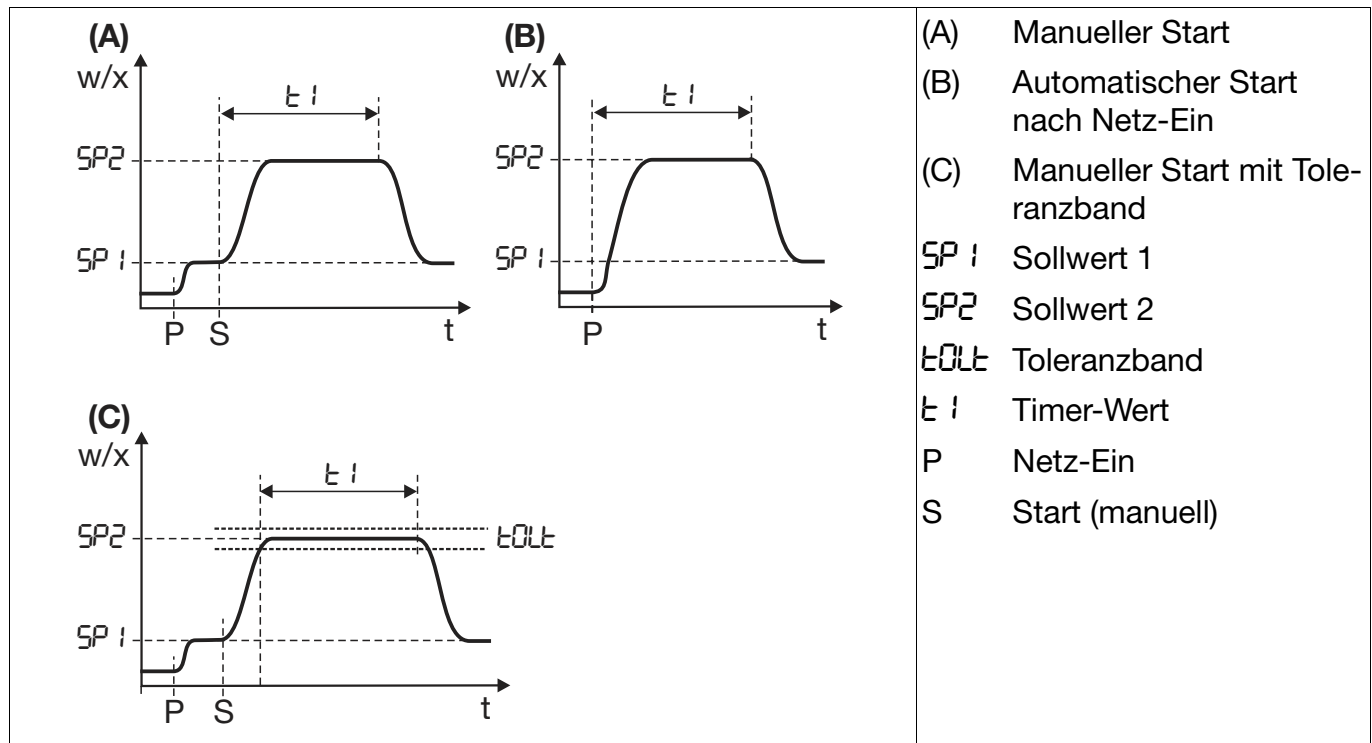 (A)
w/x
t1
SP2
SP1
P S t
(B)
w/x
t1
SP2
SP1
P t
(C)
w/x
t1
SP2
tOLt
SP1
P S t
(A) Manueller Start
(B) Automatischer Start
nach Netz-Ein
(C) Manueller Start mit Tole-
ranzband
SP1 Sollwert 1
SP2 Sollwert 2
tOLt Toleranzband
t1 Timer-Wert
P Netz-Ein
S Start (manuell)